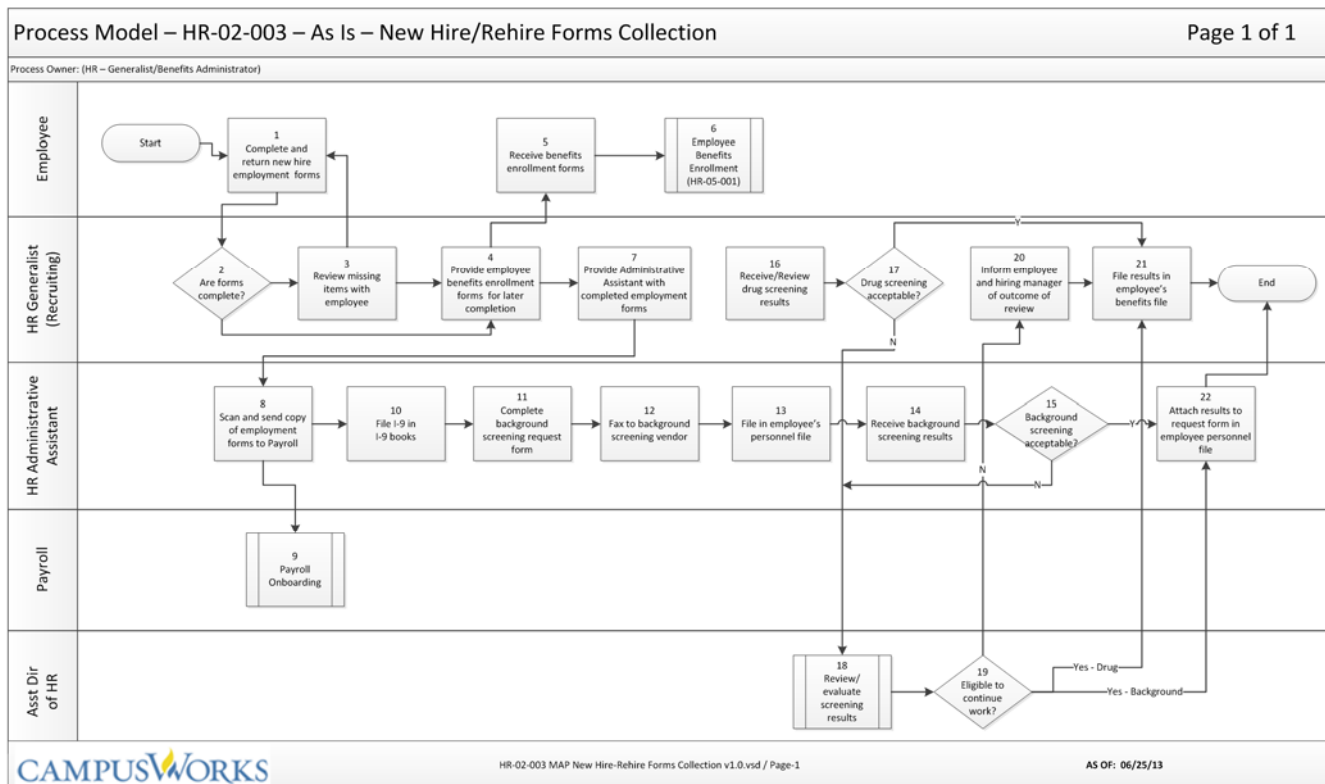 Process Model – HR-02-003 – As Is – New Hire/Rehire Forms Collection
Page 1 of 1
Process Owner: (HR – Generalist/Benefits Administrator)
Employee
Start
1
Complete and
return new hire
employment forms
5
Receive benefits
enrollment forms
6
Employee
Benefits
Enrollment
(HR-05-001)
HR Generalist
(Recruiting)
2
Are forms
complete?
3
Review missing
items with
employee
4
Provide employee
benefits enrollment
forms for later
completion
7
Provide Administrative
Assistant with
completed employment
forms
16
Receive/Review
drug screening
results
17
Drug screening
acceptable?
Y
N
20
Inform employee
and hiring manager
of outcome of
review
21
File results in
employee's
benefits file
End
HR Administrative
Assistant
8
Scan and send copy
of employment
forms to Payroll
10
File I-9 in
I-9 books
11
Complete
background
screening request
form
12
Fax to background
screening vendor
13
File in employee's
personnel file
14
Receive background
screening results
15
Background
screening
acceptable?
Y
N
N
22
Attach results to
request form in
employee personnel
file
Payroll
9
Payroll
Onboarding
Asst Dir
of HR
18
Review/
evaluate
screening
results
19
Eligible to
continue
work?
Yes - Drug
Yes - Background
CAMPUSWORKS
HR-02-003 MAP New Hire-Rehire Forms Collection v1.0.vsd / Page-1
AS OF: 06/25/13